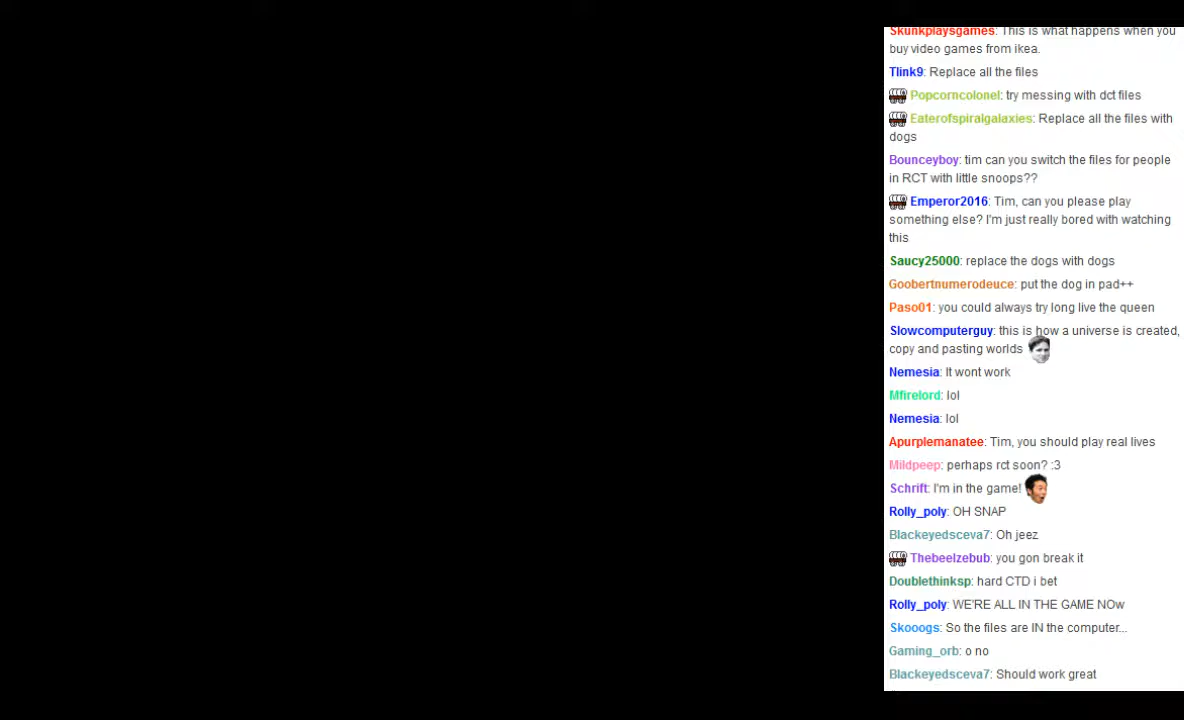 Skunkplaysgames: This is what happens when you
buy video games from ikea.
Tlink9: Replace all the files
Popcorncolonel: try messing with dct files
Eaterofspiralgalaxies: Replace all the files with
dogs
Bounceyboy: tim can you switch the files for people
in RCT with little snoops??
Emperor2016: Tim, can you please play
something else? I'm just really bored with watching
this
Saucy25000: replace the dogs with dogs
Goobertnumerodeuce: put the dog in pad++
Paso01: you could always try long live the queen
Slowcomputerguy: this is how a universe is created,
copy and pasting worlds
Nemesia: It wont work
Mfirelord: lol
Nemesia: lol
Apurplemanatee: Tim, you should play real lives
Mildpeep: perhaps rct soon? :3
Schrift: I'm in the game!
Rolly_poly: OH SNAP
Blackeyedsceva7: Oh jeez
Thebeelzebub: you gon break it
Doublethinksp: hard CTD i bet
Rolly_poly: WE'RE ALL IN THE GAME NOw
Skooogs: So the files are IN the computer...
Gaming_orb: o no
Blackeyedsceva7: Should work great